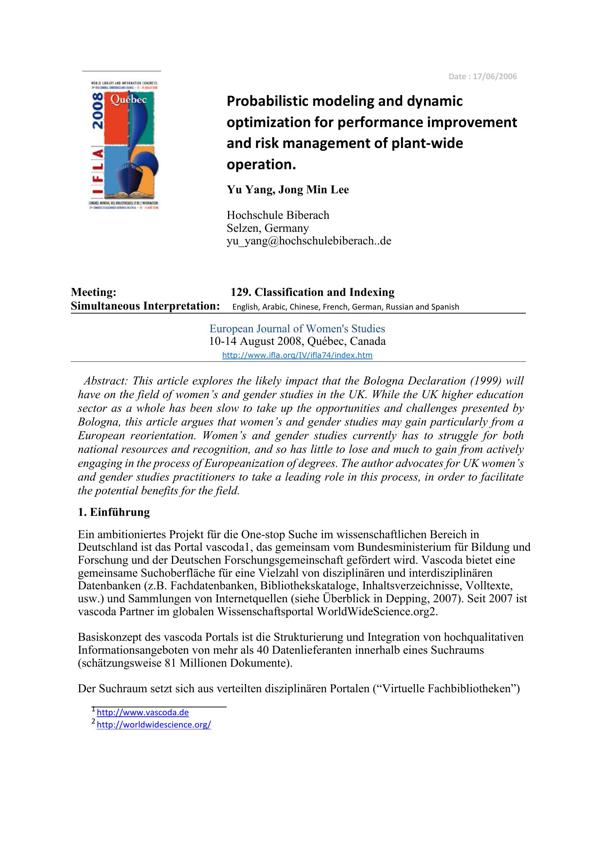 Date : 17/06/2006
WORLD LIBRARY AND INFORMATION CONGRESS:
2008
Québec
IFLA
Probabilistic modeling and dynamic
optimization for performance improvement
and risk management of plant-wide
operation.
Yu Yang, Jong Min Lee
Hochschule Biberach
Selzen, Germany
yu_yang@hochschulebiberach..de
Meeting: 129. Classification and Indexing
Simultaneous Interpretation: English, Arabic, Chinese, French, German, Russian and Spanish
European Journal of Women's Studies
10-14 August 2008, Québec, Canada
http://www.ifla.org/IV/ifla74/index.htm
Abstract: This article explores the likely impact that the Bologna Declaration (1999) will
have on the field of women's and gender studies in the UK. While the UK higher education
sector as a whole has been slow to take up the opportunities and challenges presented by
Bologna, this article argues that women's and gender studies may gain particularly from a
European reorientation. Women's and gender studies currently has to struggle for both
national resources and recognition, and so has little to lose and much to gain from actively
engaging in the process of Europeanization of degrees. The author advocates for UK women's
and gender studies practitioners to take a leading role in this process, in order to facilitate
the potential benefits for the field.
1. Einführung
Ein ambitioniertes Projekt für die One-stop Suche im wissenschaftlichen Bereich in
Deutschland ist das Portal vascoda1, das gemeinsam vom Bundesministerium für Bildung und
Forschung und der Deutschen Forschungsgemeinschaft gefördert wird. Vascoda bietet eine
gemeinsame Suchoberfläche für eine Vielzahl von disziplinären und interdisziplinären
Datenbanken (z.B. Fachdatenbanken, Bibliothekskataloge, Inhaltsverzeichnisse, Volltexte,
usw.) und Sammlungen von Internetquellen (siehe Überblick in Depping, 2007). Seit 2007 ist
vascoda Partner im globalen Wissenschaftsportal WorldWideScience.org2.
Basiskonzept des vascoda Portals ist die Strukturierung und Integration von hochqualitativen
Informationsangeboten von mehr als 40 Datenlieferanten innerhalb eines Suchraums
(schätzungsweise 81 Millionen Dokumente).
Der Suchraum setzt sich aus verteilten disziplinären Portalen (“Virtuelle Fachbibliotheken”)
1 http://www.vascoda.de
2 http://worldwidescience.org/